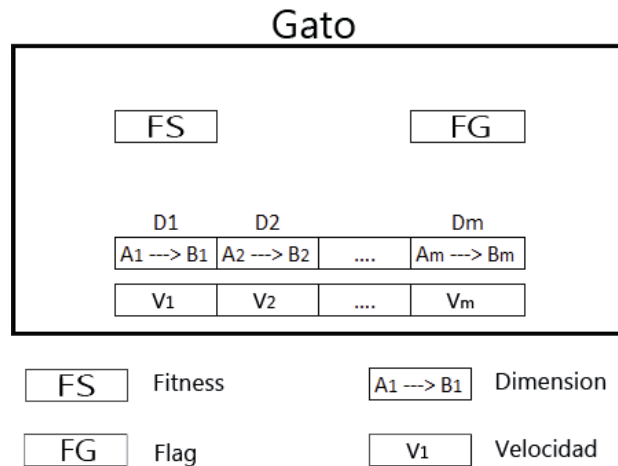 Gato
FS FG
D1 D2 Dm
A1 ---> B1 A2 ---> B2 .... Am ---> Bm
V1 V2 .... Vm
FS Fitness A1 ---> B1 Dimension
FG Flag V1 Velocidad